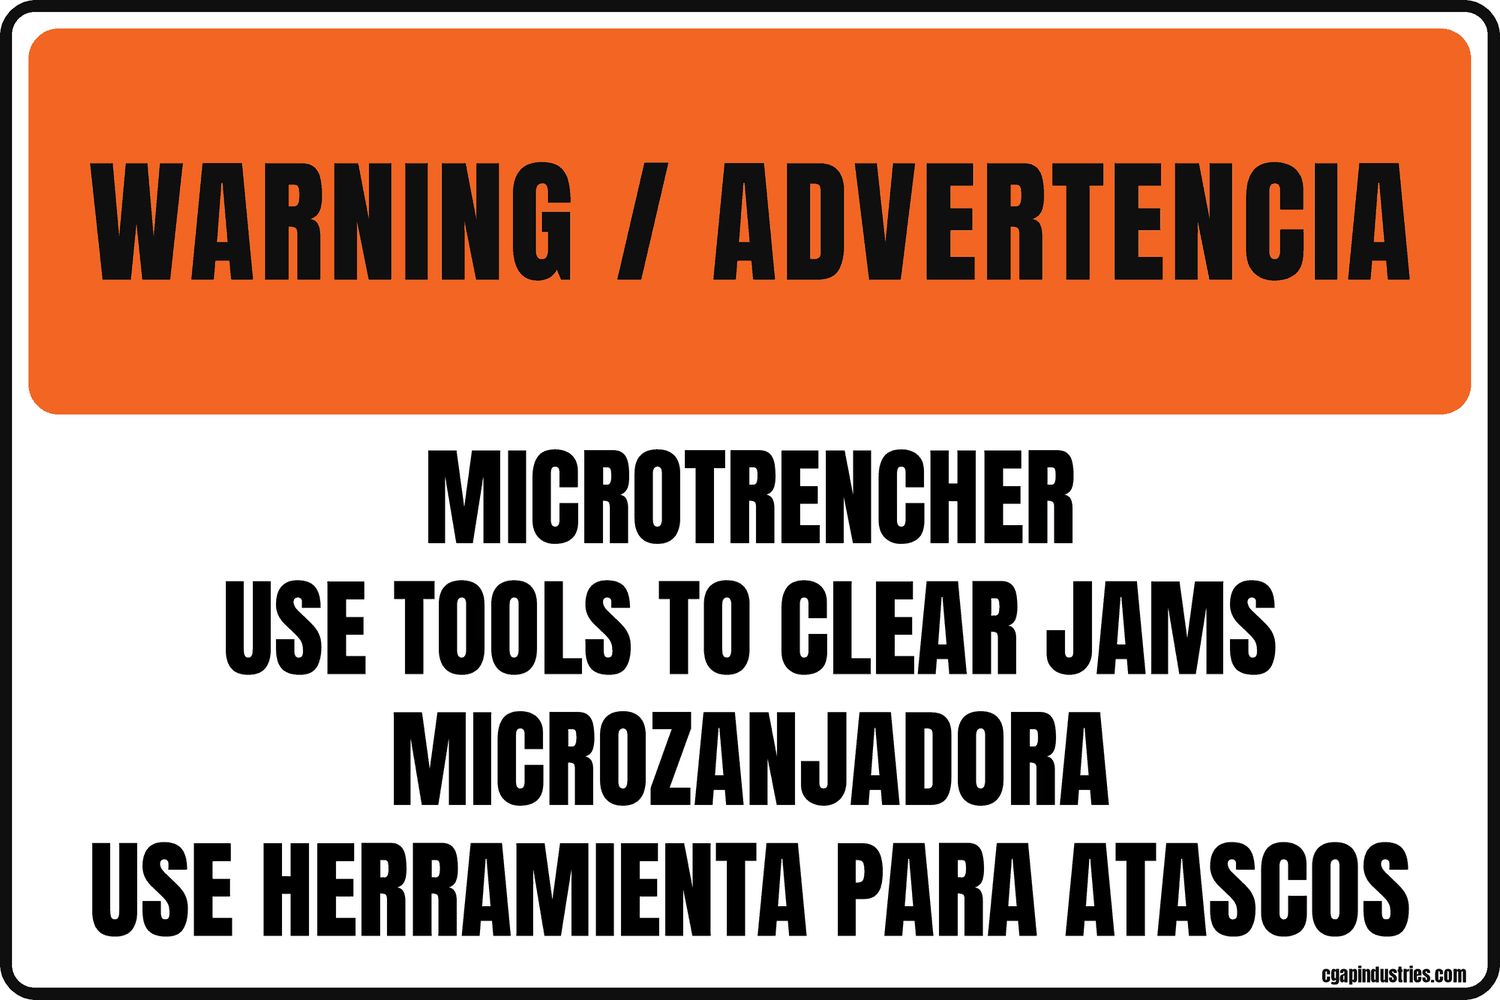 WARNING / ADVERTENCIA
MICROTRENCHER
USE TOOLS TO CLEAR JAMS
MICROZANJADORA
USE HERRAMIENTA PARA ATASCOS
cgapindustries.com